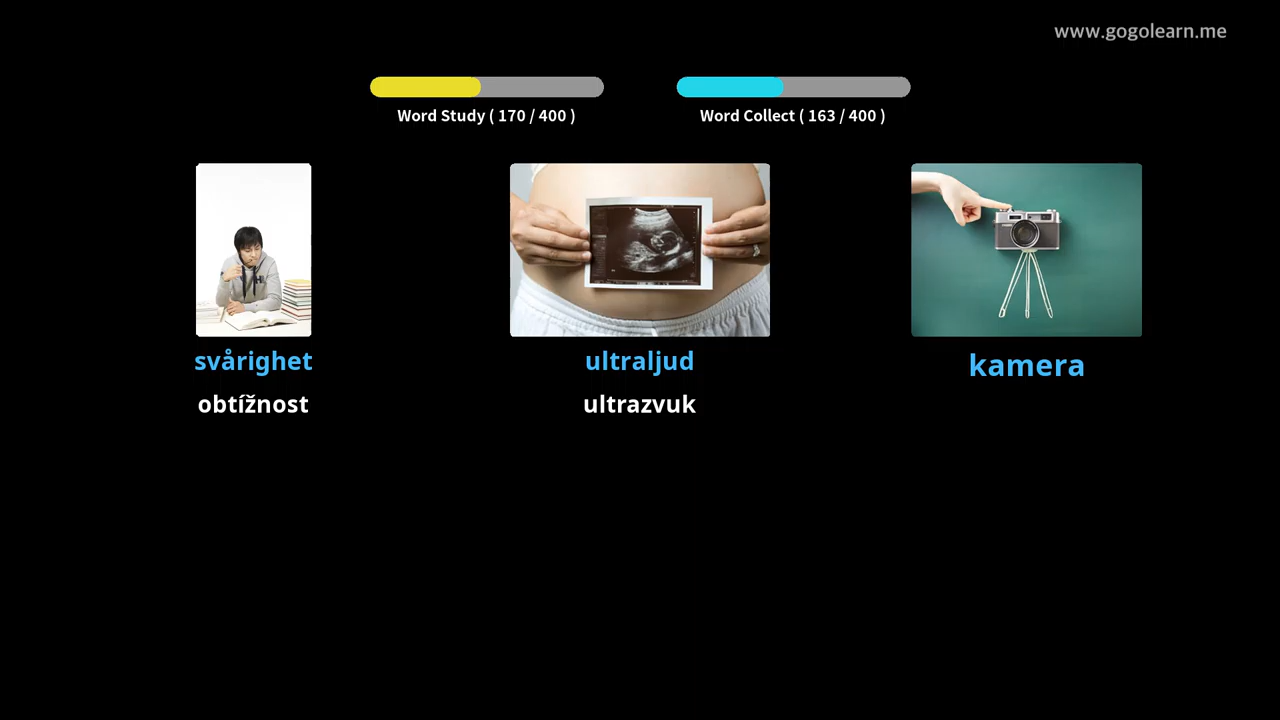 www.gogolearn.me
Word Study ( 170 / 400 )
Word Collect ( 163 / 400 )
svårighet
ultraljud
kamera
obtížnost
ultrazvuk